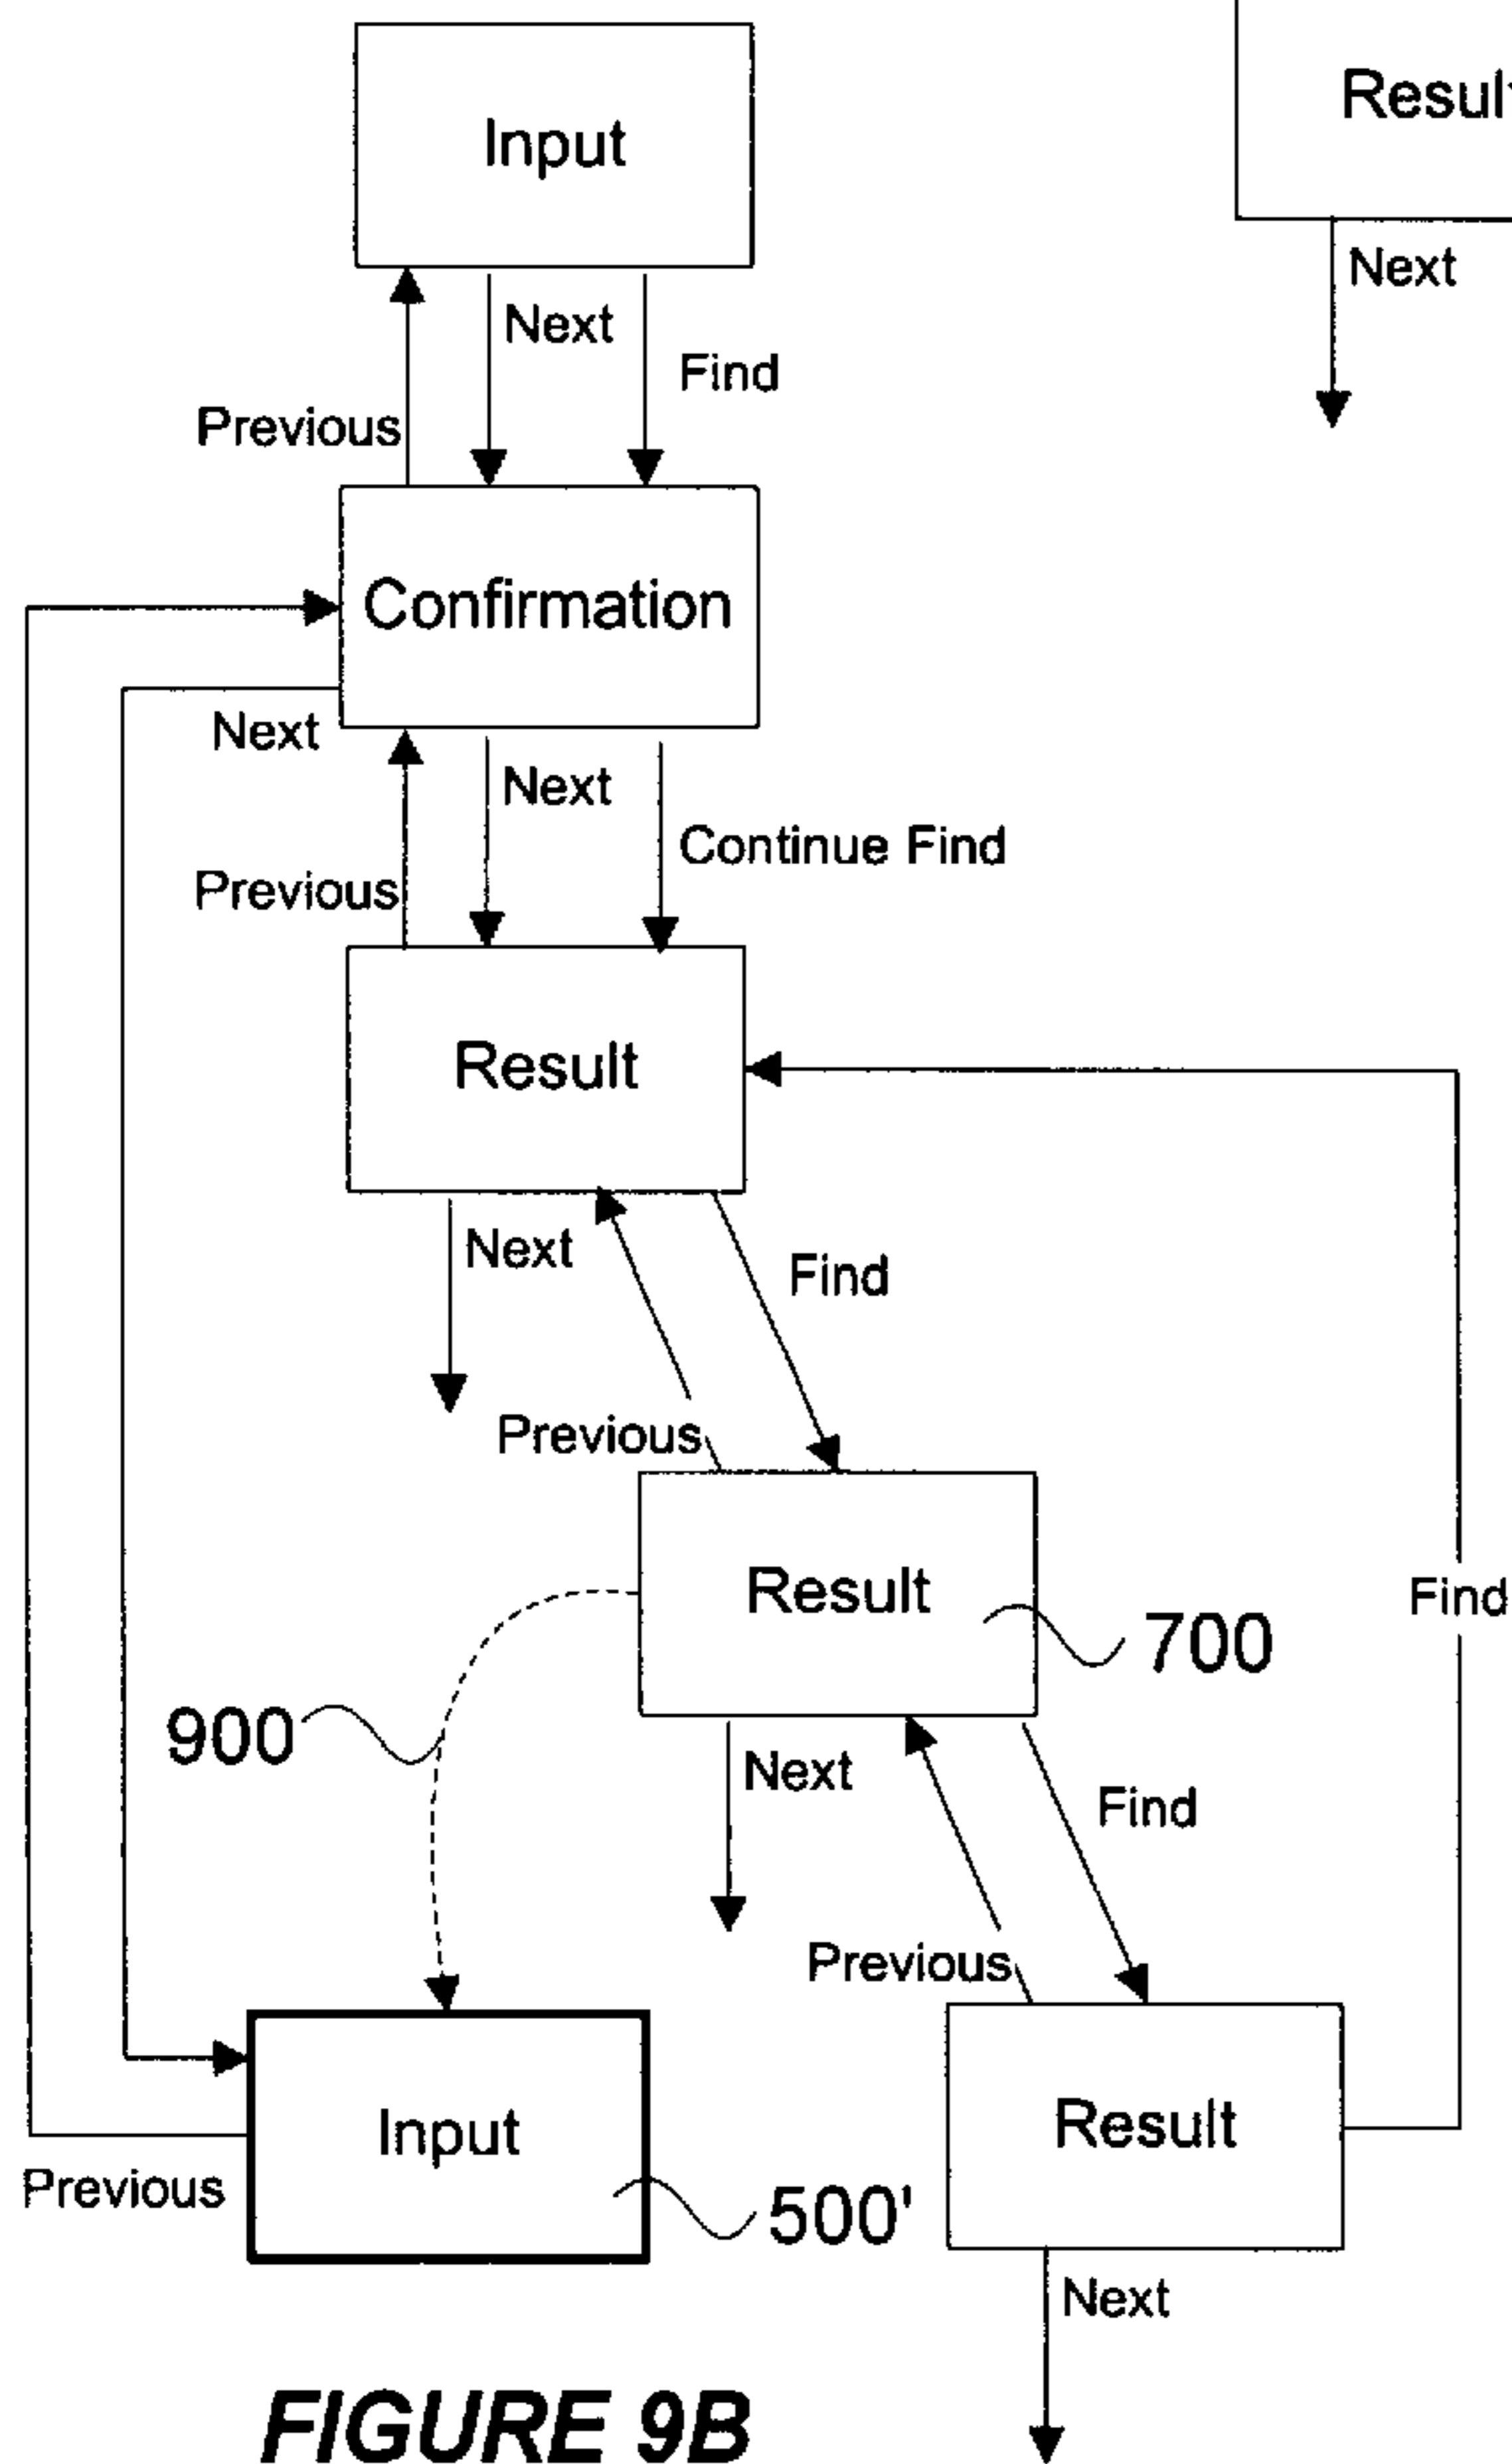 Input
Result
Next
Next
Find
Previous
Confirmation
Next
Next
Continue Find
Previous
Result
Next
Find
Previous
Result
Find
700
900
Next
Find
Previous
Input
Result
Previous
500'
Next
FIGURE 9B